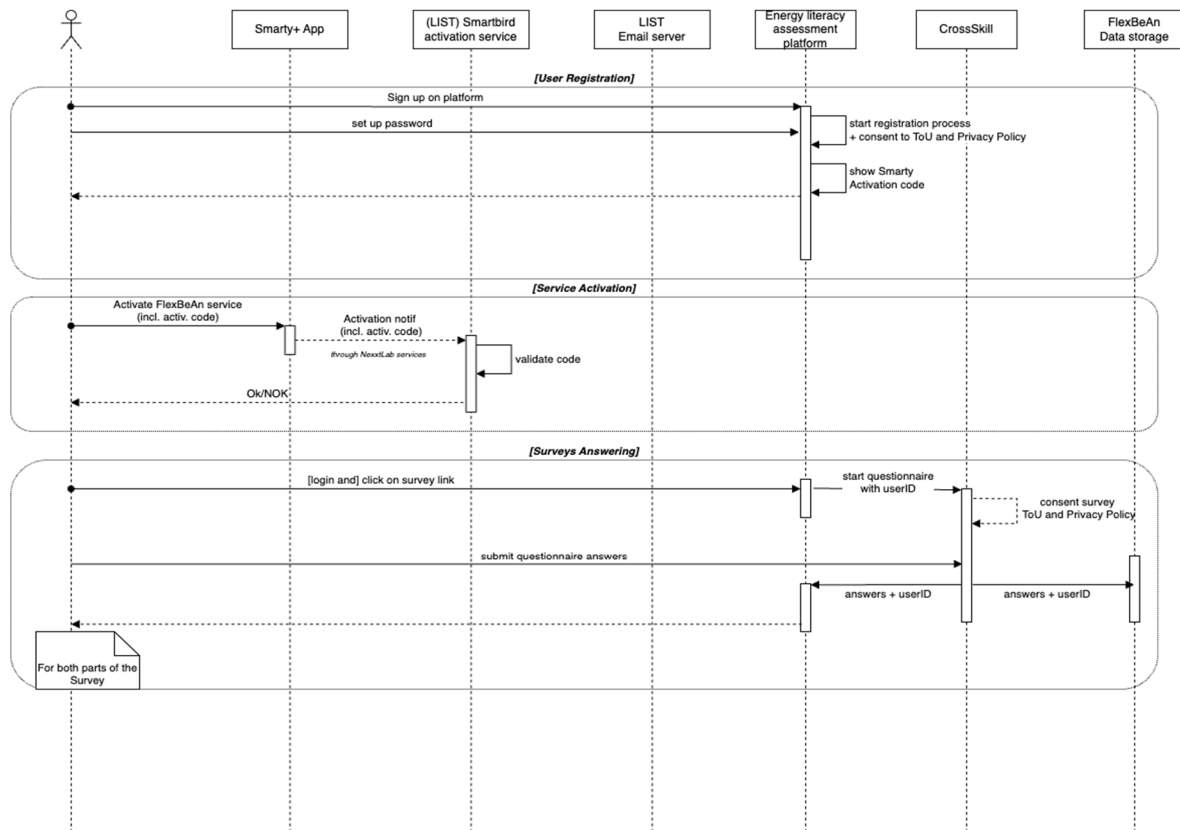 Smarty+ App
(LIST) Smartbird
activation service
LIST
Email server
Energy literacy
assessment
platform
CrossSkill
FlexBeAn
Data storage
[User Registration]
Sign up on platform
set up password
start registration process
+ consent to ToU and Privacy Policy
show Smarty
Activation code
[Service Activation]
Activate FlexBeAn service
(incl. activ. code)
Activation notif
(incl. activ. code)
through NexxtLab services
validate code
Ok/NOK
[Surveys Answering]
[login and] click on survey link
start questionnaire
with userID
consent survey
ToU and Privacy Policy
submit questionnaire answers
answers + userID
answers + userID
For both parts of the
Survey